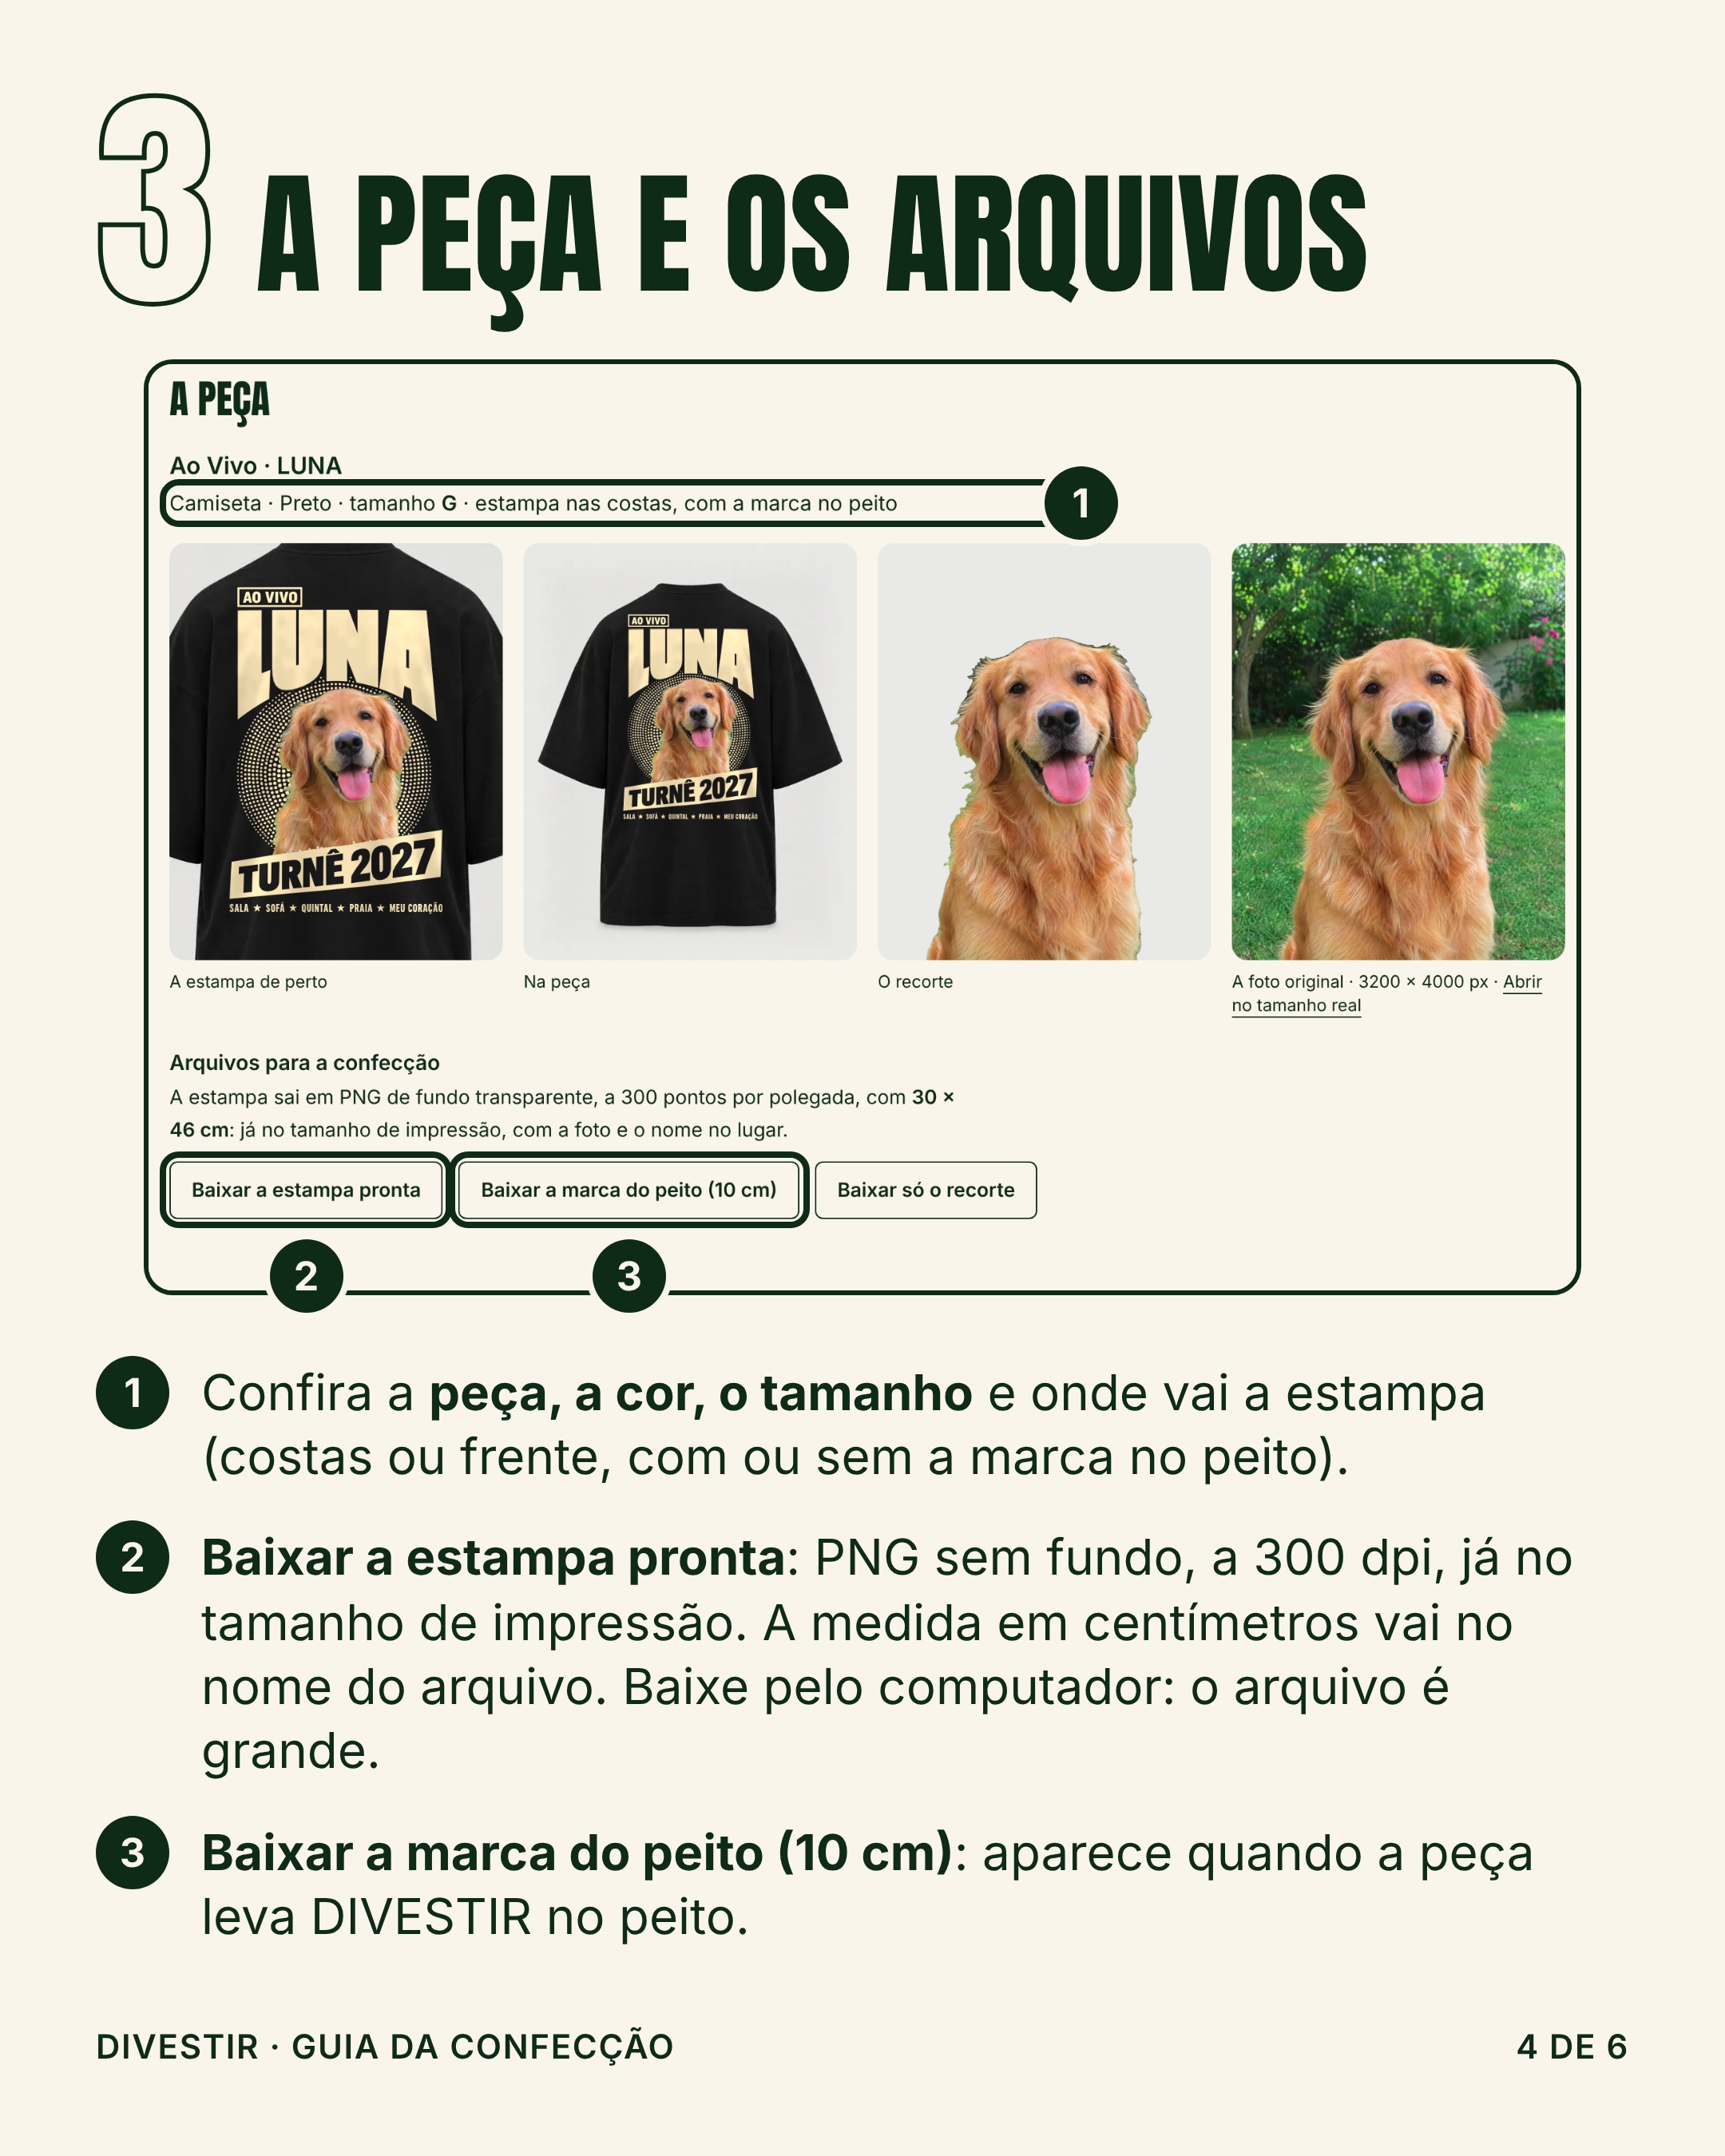 3 A PEÇA E OS ARQUIVOS
A PEÇA
Ao Vivo · LUNA
Camiseta · Preto · tamanho G · estampa nas costas, com a marca no peito
1
AO VIVO
LUNA
TURNÊ 2027
SALA ★ SOFÁ ★ QUINTAL ★ PRAIA ★ MEU CORAÇÃO
AO VIVO
LUNA
TURNÊ 2027
SALA ★ SOFÁ ★ QUINTAL ★ PRAIA ★ MEU CORAÇÃO
A estampa de perto
Na peça
O recorte
A foto original · 3200 × 4000 px · Abrir
no tamanho real
Arquivos para a confecção
A estampa sai em PNG de fundo transparente, a 300 pontos por polegada, com 30 ×
46 cm: já no tamanho de impressão, com a foto e o nome no lugar.
Baixar a estampa pronta
Baixar a marca do peito (10 cm)
Baixar só o recorte
2
3
1 Confira a peça, a cor, o tamanho e onde vai a estampa
(costas ou frente, com ou sem a marca no peito).
2 Baixar a estampa pronta: PNG sem fundo, a 300 dpi, já no
tamanho de impressão. A medida em centímetros vai no
nome do arquivo. Baixe pelo computador: o arquivo é
grande.
3 Baixar a marca do peito (10 cm): aparece quando a peça
leva DIVESTIR no peito.
DIVESTIR · GUIA DA CONFECÇÃO
4 DE 6